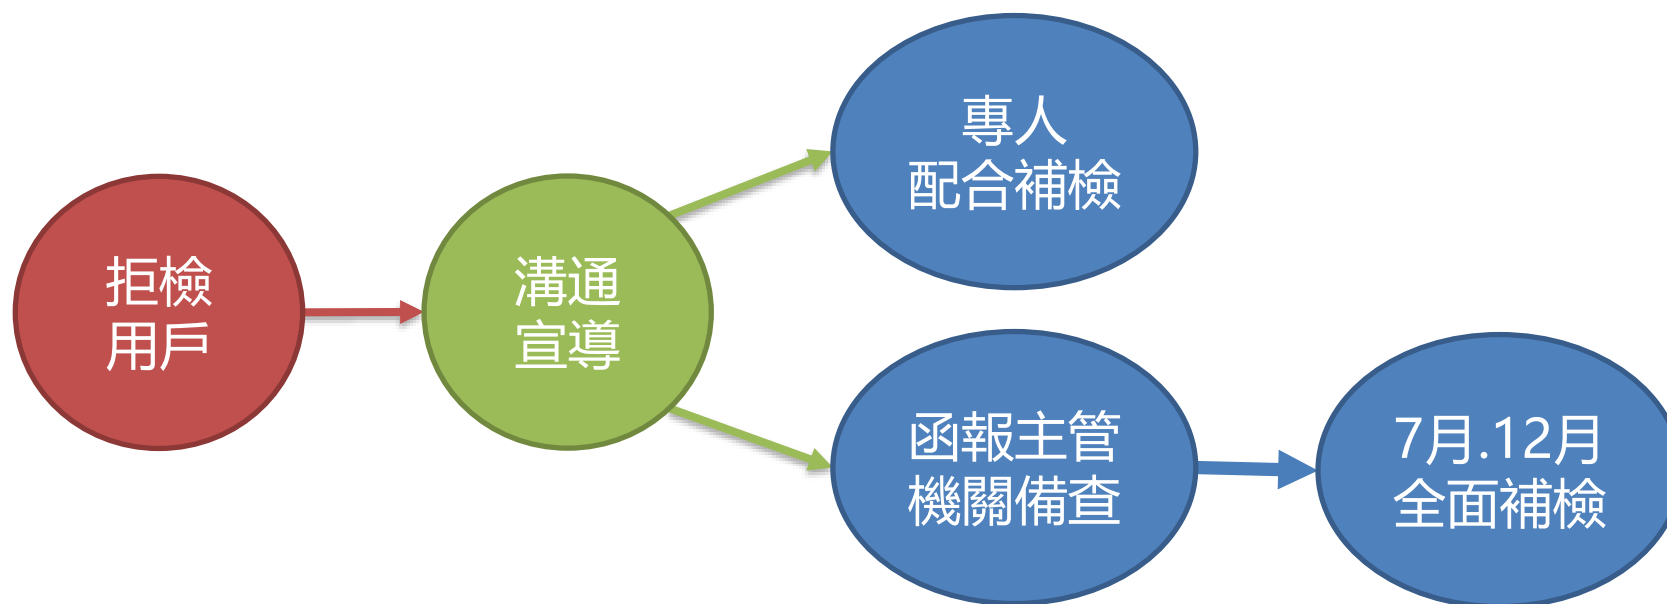 拒檢
用戶
溝通
宣導
專人
配合補檢
函報主管
機關備查
7月.12月
全面補檢